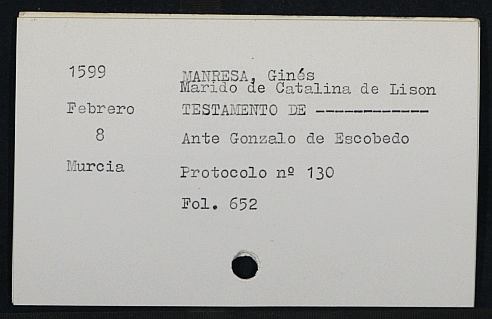 1599
MANRESA, Ginés
Marido de Catalina de Lison
Febrero
TESTAMENTO DE ------------
8
Ante Gonzalo de Escobedo
Murcia
Protocolo nº 130
Fol. 652